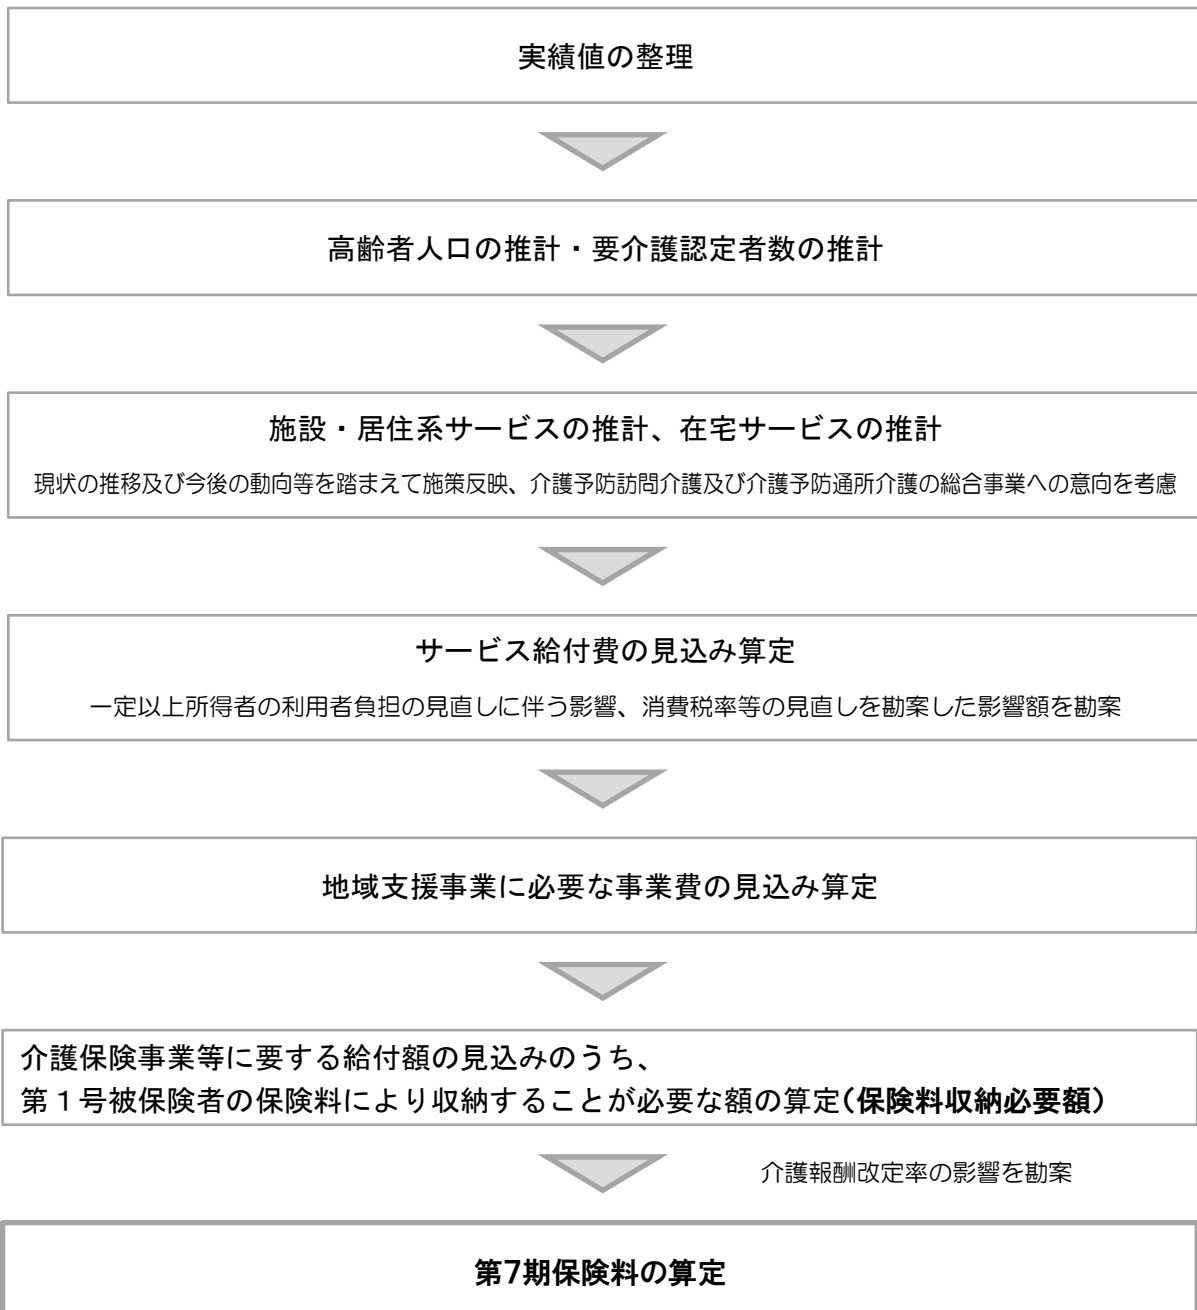 実績値の整理
高齢者人口の推計・要介護認定者数の推計
施設・居住系サービスの推計、在宅サービスの推計
現状の推移及び今後の動向等を踏まえて施策反映、介護予防訪問介護及び介護予防通所介護の総合事業への意向を考慮
サービス給付費の見込み算定
一定以上所得者の利用者負担の見直しに伴う影響、消費税率等の見直しを勘案した影響額を勘案
地域支援事業に必要な事業費の見込み算定
介護保険事業等に要する給付額の見込みのうち、
第１号被保険者の保険料により収納することが必要な額の算定(保険料収納必要額)
介護報酬改定率の影響を勘案
第7期保険料の算定